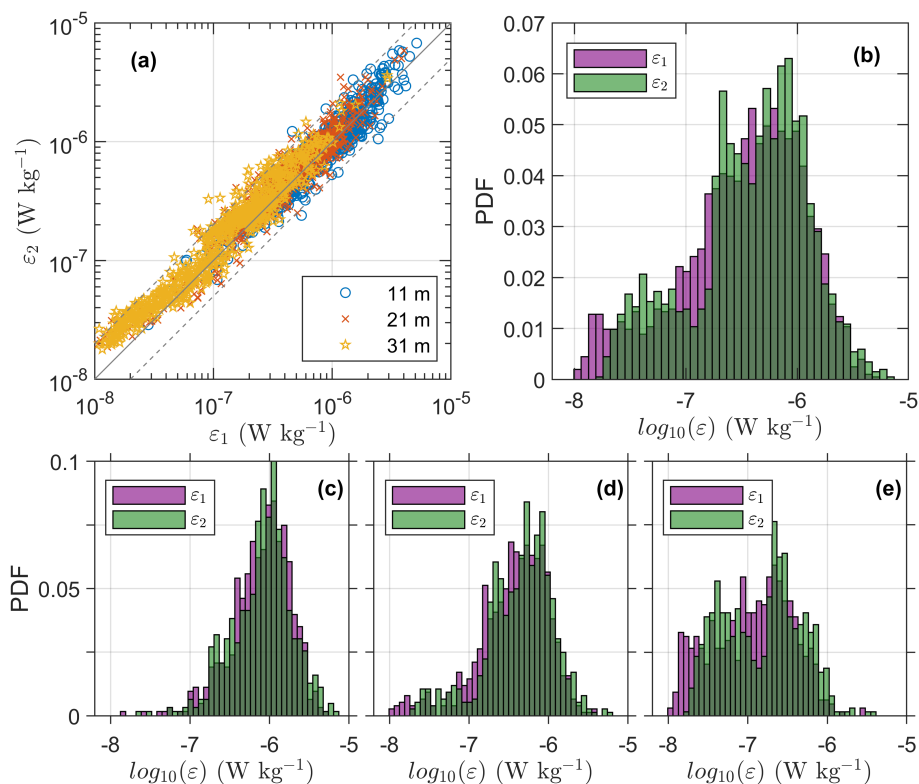 (a)
10⁻⁵
10⁻⁶
10⁻⁷
10⁻⁸
ε₂ (W kg⁻¹)
11 m
21 m
31 m
10⁻⁸ 10⁻⁷ 10⁻⁶ 10⁻⁵
ε₁ (W kg⁻¹)
(b)
ε₁
ε₂
0.07
0.06
0.05
0.04
0.03
0.02
0.01
0
PDF
-8 -7 -6 -5
log₁₀(ε) (W kg⁻¹)
(c)
ε₁
ε₂
0.1
0.05
0
PDF
-8 -7 -6 -5
log₁₀(ε) (W kg⁻¹)
(d)
ε₁
ε₂
-8 -7 -6 -5
log₁₀(ε) (W kg⁻¹)
(e)
ε₁
ε₂
-8 -7 -6 -5
log₁₀(ε) (W kg⁻¹)